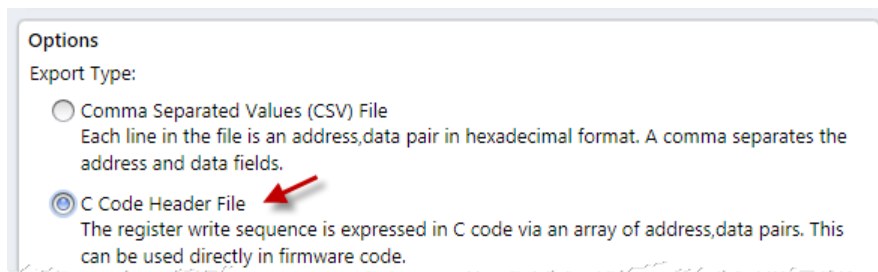 Options
Export Type:
Comma Separated Values (CSV) File
Each line in the file is an address,data pair in hexadecimal format. A comma separates the
address and data fields.
C Code Header File
The register write sequence is expressed in C code via an array of address,data pairs. This
can be used directly in firmware code.